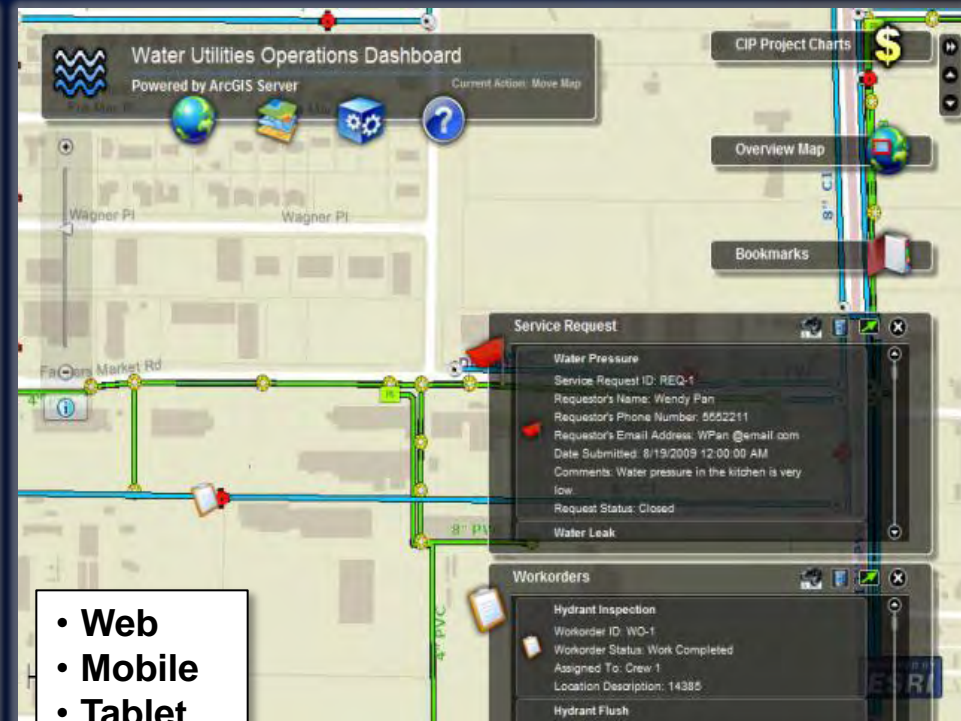 Water Utilities Operations Dashboard
Powered by ArcGIS Server
Current Action: Move Map
CIP Project Charts
$
?
Overview Map
8" CI
Wagner Pl
Wagner Pl
Bookmarks
Service Request
Water Pressure
Service Request ID: REQ-1
Requestor's Name: Wendy Pan
Requestor's Phone Number: 5552211
Requestor's Email Address: WPan @email.com
Date Submitted: 8/19/2009 12:00:00 AM
Comments: Water pressure in the kitchen is very
low.
Request Status: Closed
Water Leak
Farmers Market Rd
4"
8" PV
4" PVC
Workorders
Hydrant Inspection
Workorder ID: WO-1
Workorder Status: Work Completed
Assigned To: Crew 1
Location Description: 14385
Hydrant Flush
ESRI
• Web
• Mobile
• Tablet